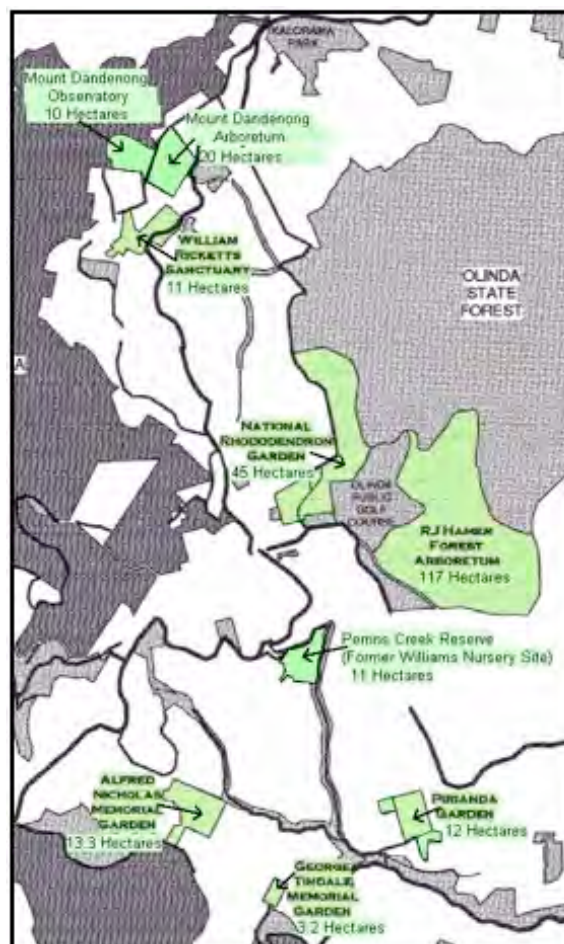 KALORAMA
PARK
Mount Dandenong
Observatory
10 Hectares
Mount Dandenong
Arboretum
20 Hectares
WILLIAM
RICKETTS
SANCTUARY
11 Hectares
OLINDA
STATE
FOREST
A
NATIONAL
RHODODENDRON
GARDEN
45 Hectares
OLINDA
PUBLIC
GOLF
COURSE
RJ HAMER
FOREST
ARBORETUM
117 Hectares
Perrins Creek Reserve
(Former Williams Nursery Site)
11 Hectares
ALFRED
NICHOLAS
MEMORIAL
GARDEN
13.3 Hectares
PIRIANDA
GARDEN
12 Hectares
GEORGE
TINDALE
MEMORIAL
GARDEN
3.2 Hectares